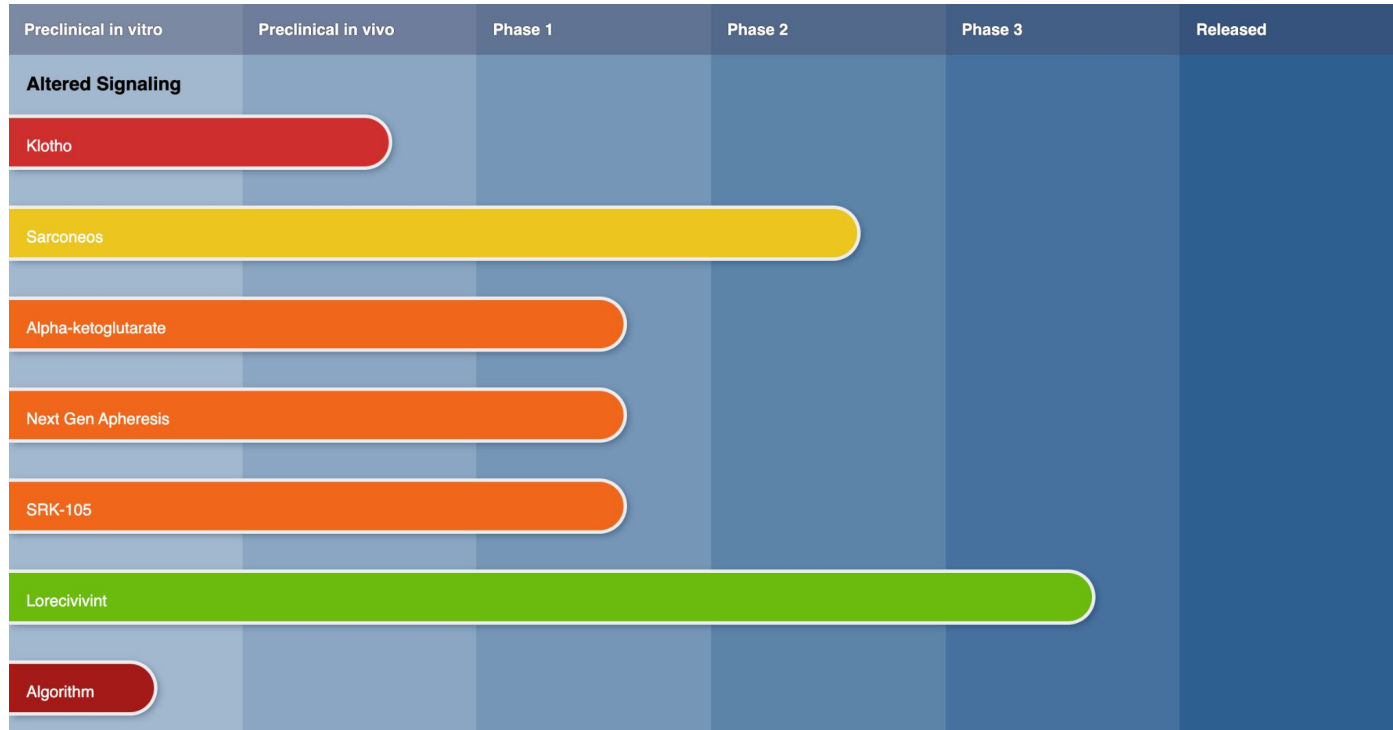 Preclinical in vitro Preclinical in vivo Phase 1 Phase 2 Phase 3 Released
Altered Signaling
Klotho
Sarconeos
Alpha-ketoglutarate
Next Gen Apheresis
SRK-105
Lorecivivint
Algorithm